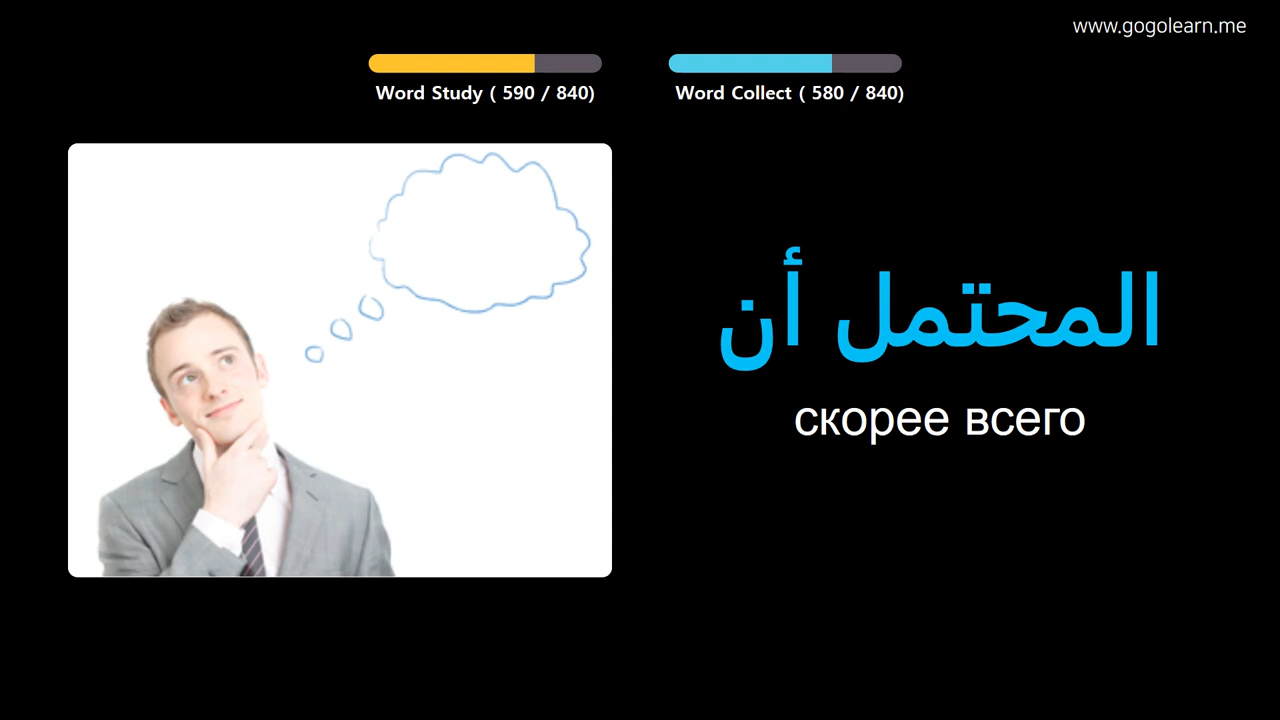 www.gogolearn.me
Word Study ( 590 / 840)
Word Collect ( 580 / 840)
المحتمل أن
скорее всего